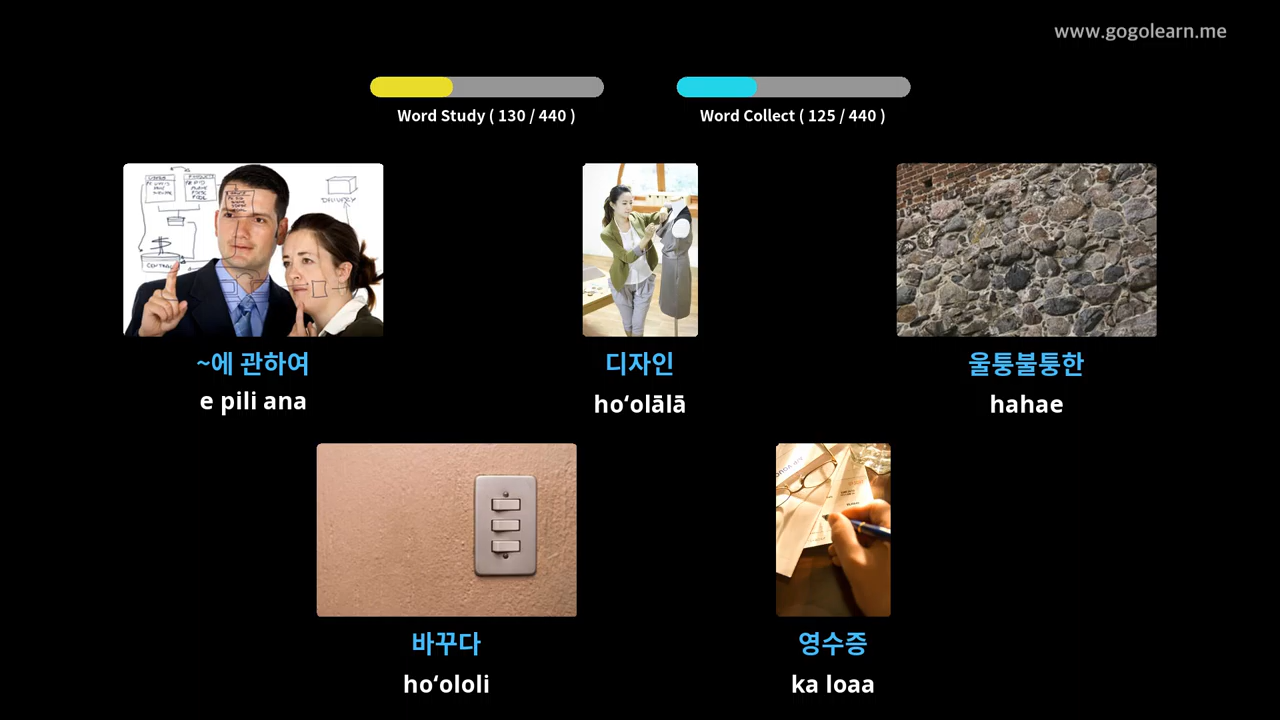 www.gogolearn.me
Word Study ( 130 / 440 )
Word Collect ( 125 / 440 )
DELIVERY
~에 관하여
e pili ana
디자인
hoʻolālā
울퉁불퉁한
hahae
바꾸다
hoʻololi
영수증
ka loaa